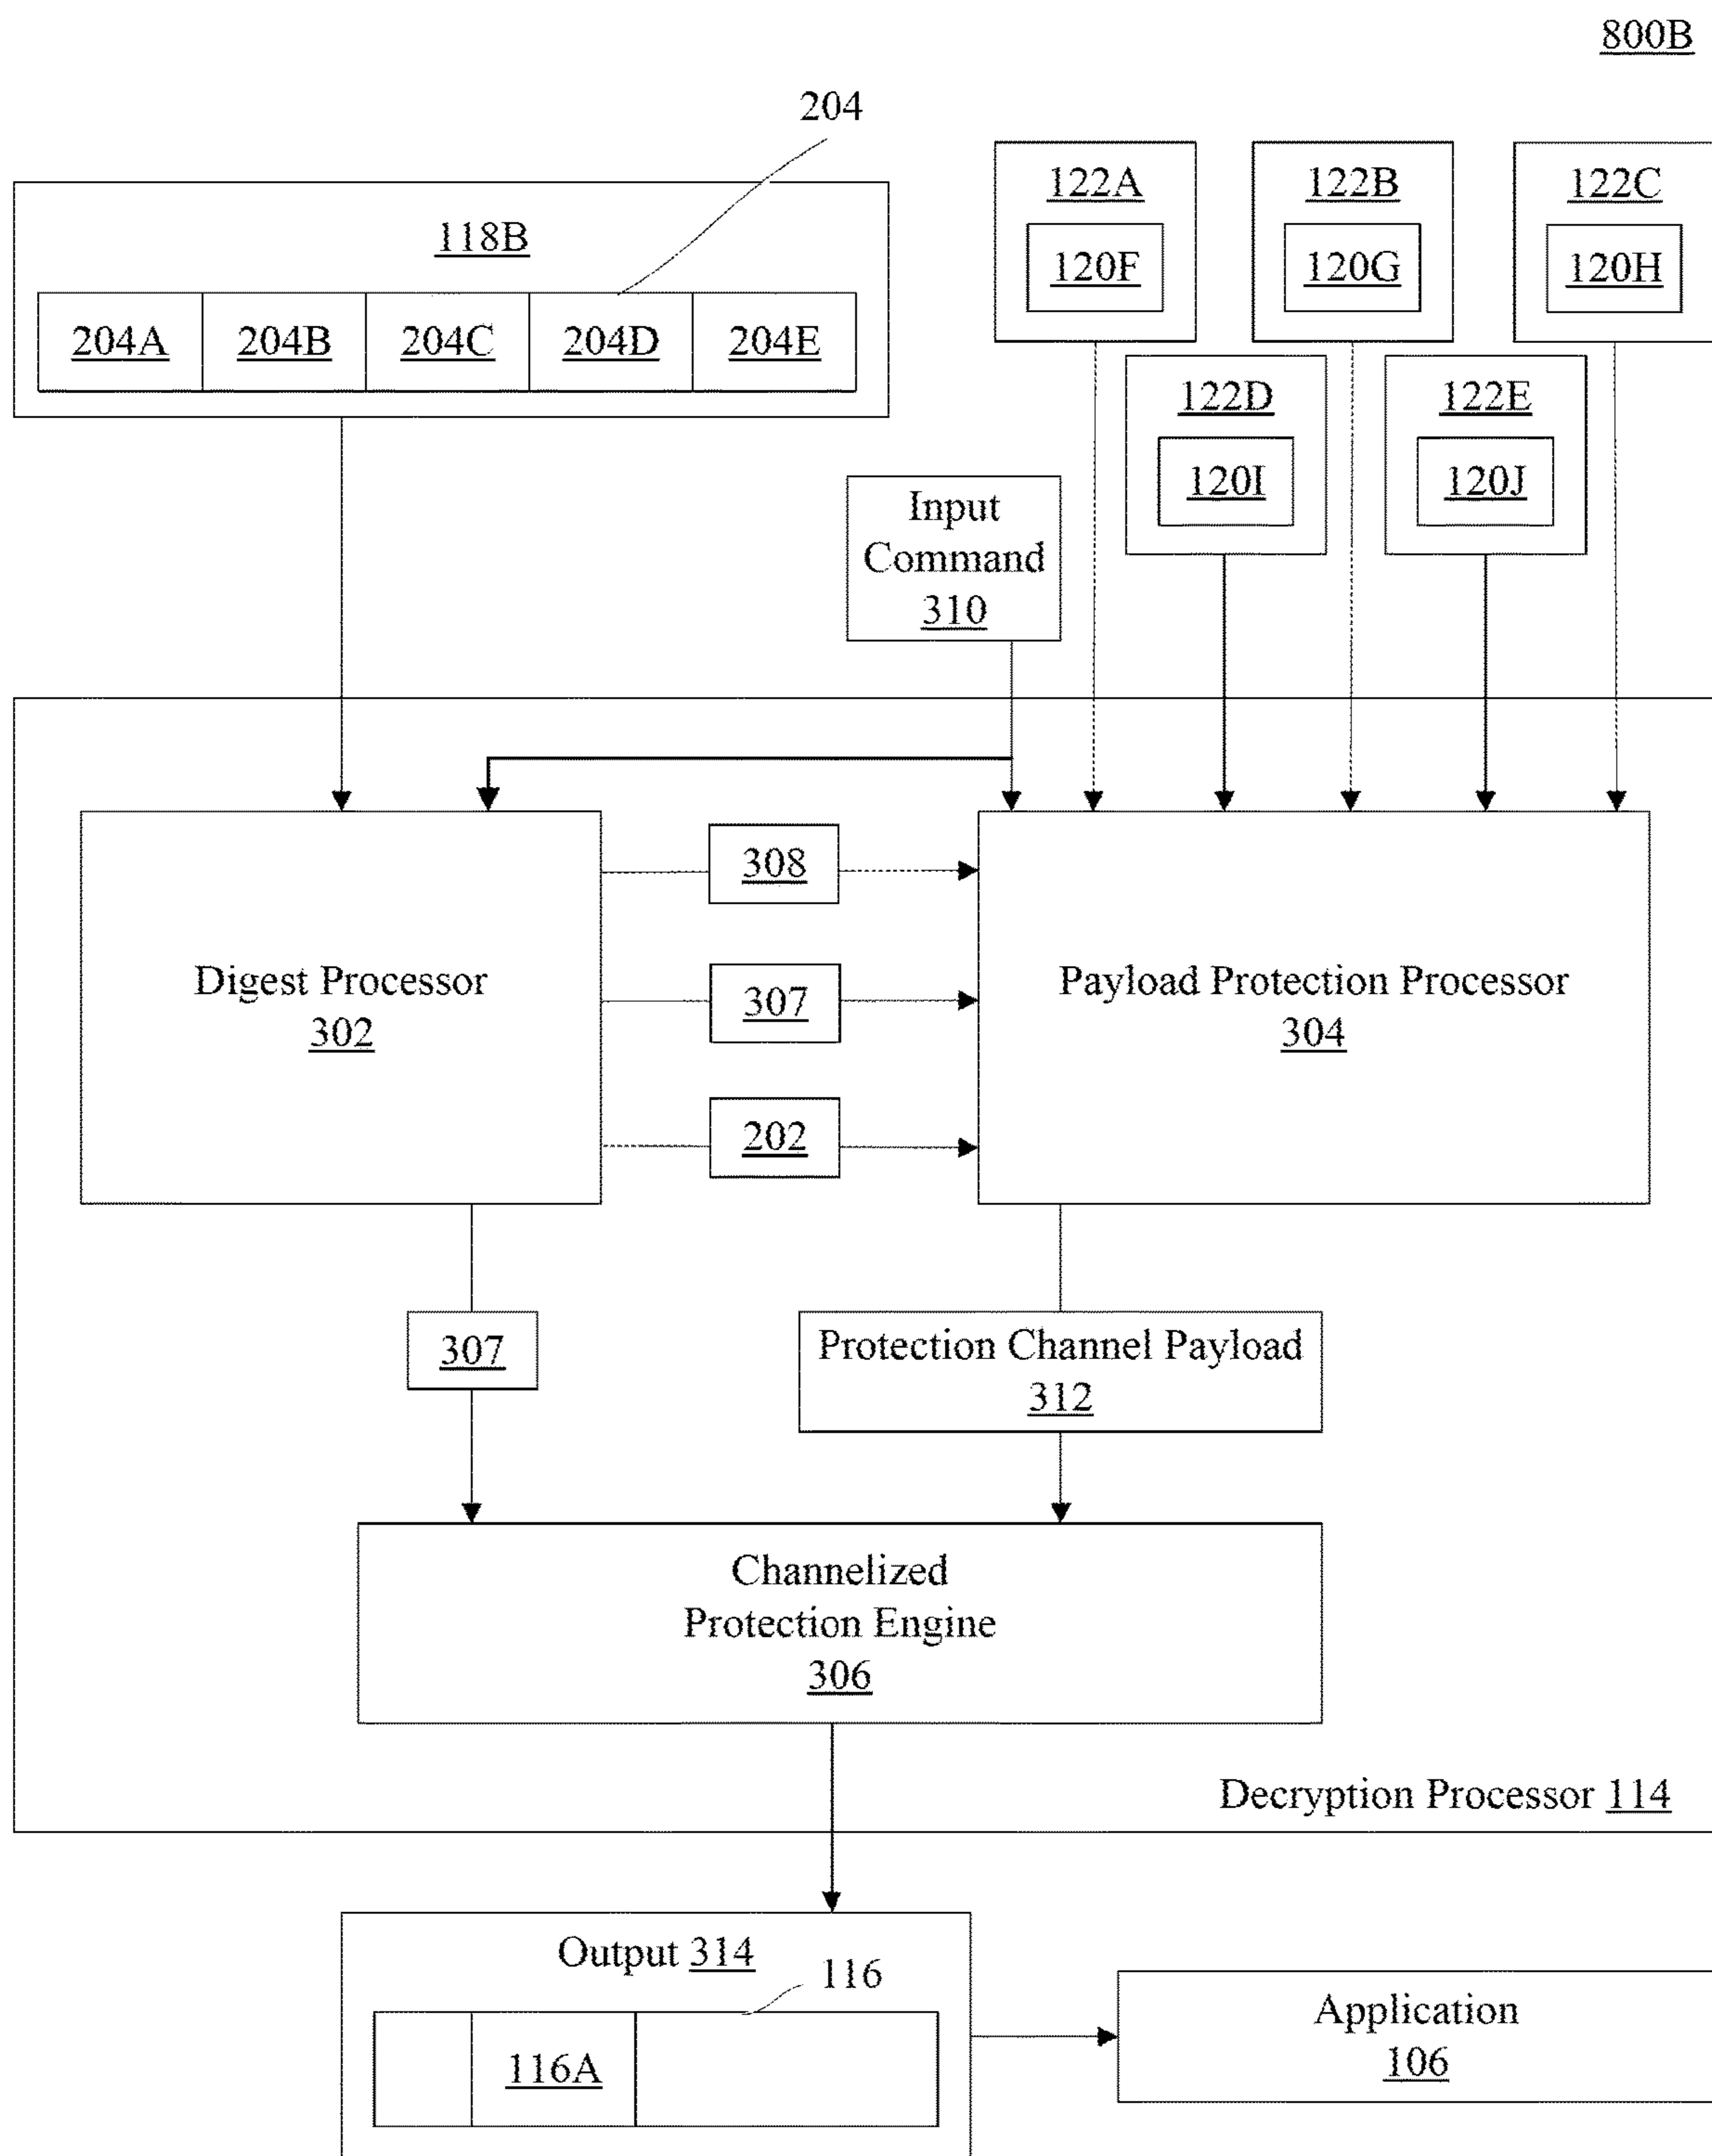 800B
204
118B
204A 204B 204C 204D 204E
122A
120F
122B
120G
122C
120H
122D
120I
122E
120J
Input
Command
310
Digest Processor
302
308
307
202
Payload Protection Processor
304
307
Protection Channel Payload
312
Channelized
Protection Engine
306
Decryption Processor 114
Output 314
116
116A
Application
106